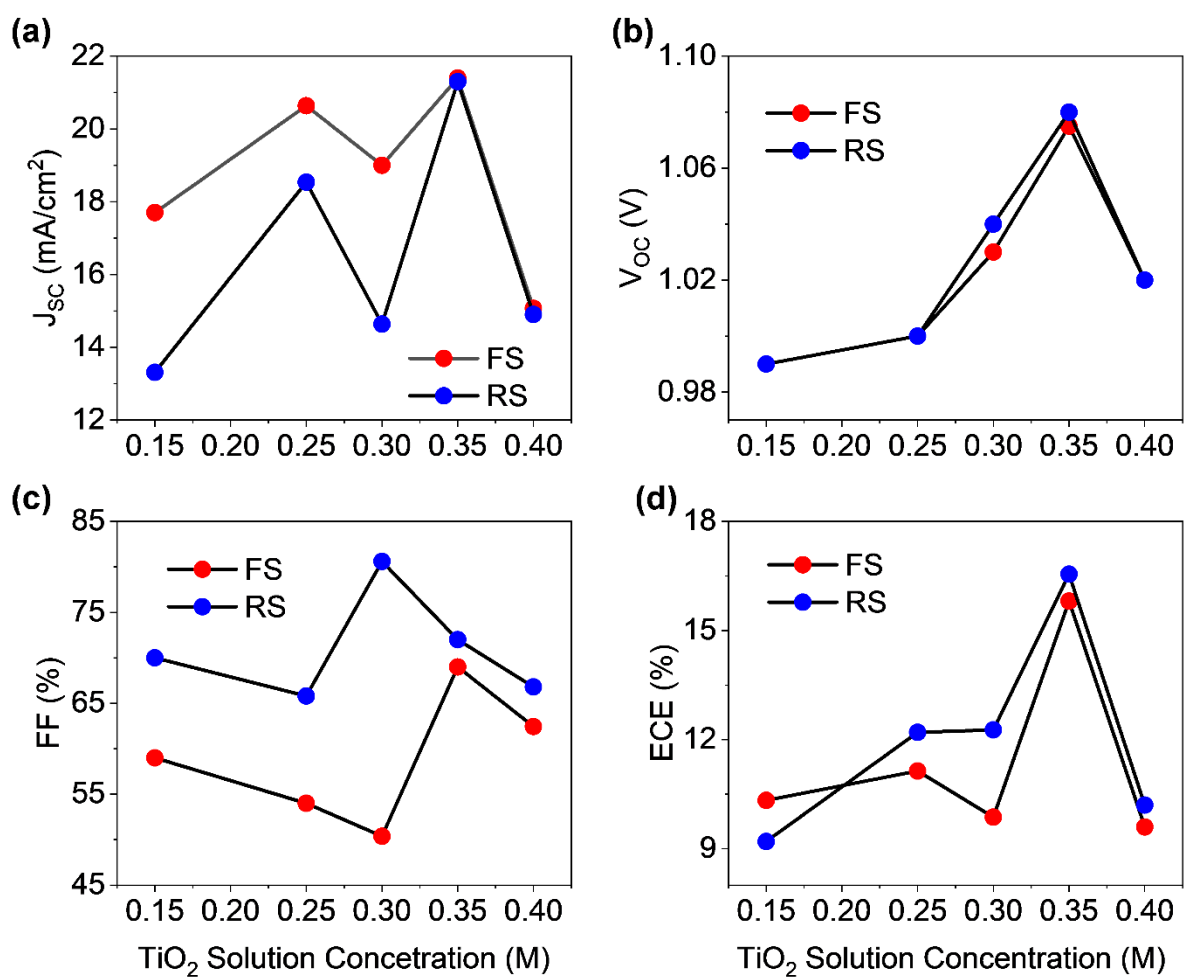 (a)
22
20
18
16
14
12
J_SC (mA/cm²)
FS
RS
0.15 0.20 0.25 0.30 0.35 0.40
(b)
1.10
1.06
1.02
0.98
V_OC (V)
FS
RS
0.15 0.20 0.25 0.30 0.35 0.40
(c)
85
75
65
55
45
FF (%)
FS
RS
0.15 0.20 0.25 0.30 0.35 0.40
TiO₂ Solution Concetration (M)
(d)
18
15
12
9
ECE (%)
FS
RS
0.15 0.20 0.25 0.30 0.35 0.40
TiO₂ Solution Concentration (M)